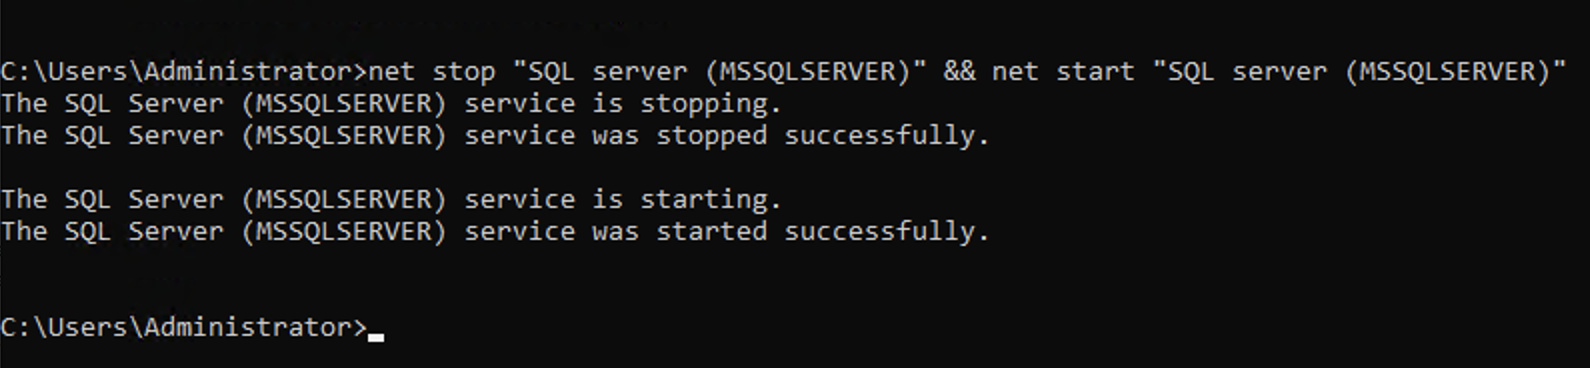 C:\Users\Administrator>net stop "SQL server (MSSQLSERVER)" && net start "SQL server (MSSQLSERVER)"
The SQL Server (MSSQLSERVER) service is stopping.
The SQL Server (MSSQLSERVER) service was stopped successfully.
The SQL Server (MSSQLSERVER) service is starting.
The SQL Server (MSSQLSERVER) service was started successfully.
C:\Users\Administrator>